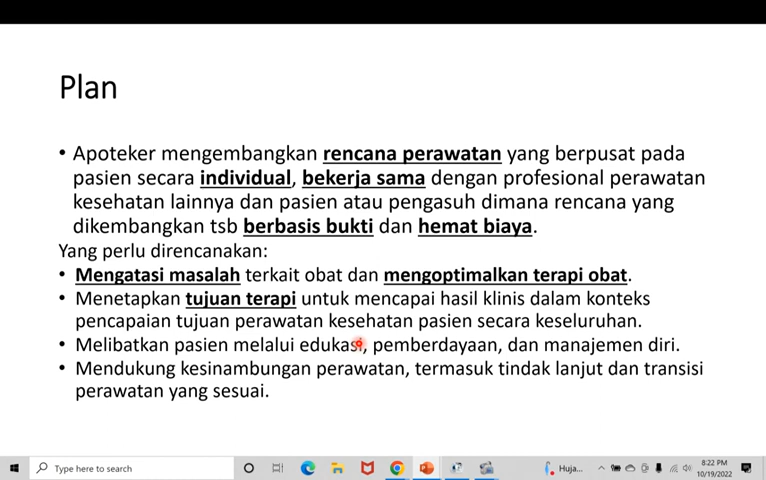 Plan
• Apoteker mengembangkan rencana perawatan yang berpusat pada
pasien secara individual, bekerja sama dengan profesional perawatan
kesehatan lainnya dan pasien atau pengasuh dimana rencana yang
dikembangkan tsb berbasis bukti dan hemat biaya.
Yang perlu direncanakan:
• Mengatasi masalah terkait obat dan mengoptimalkan terapi obat.
• Menetapkan tujuan terapi untuk mencapai hasil klinis dalam konteks
pencapaian tujuan perawatan kesehatan pasien secara keseluruhan.
• Melibatkan pasien melalui edukasi, pemberdayaan, dan manajemen diri.
• Mendukung kesinambungan perawatan, termasuk tindak lanjut dan transisi
perawatan yang sesuai.
Type here to search
Huja...
8:22 PM
10/19/2022